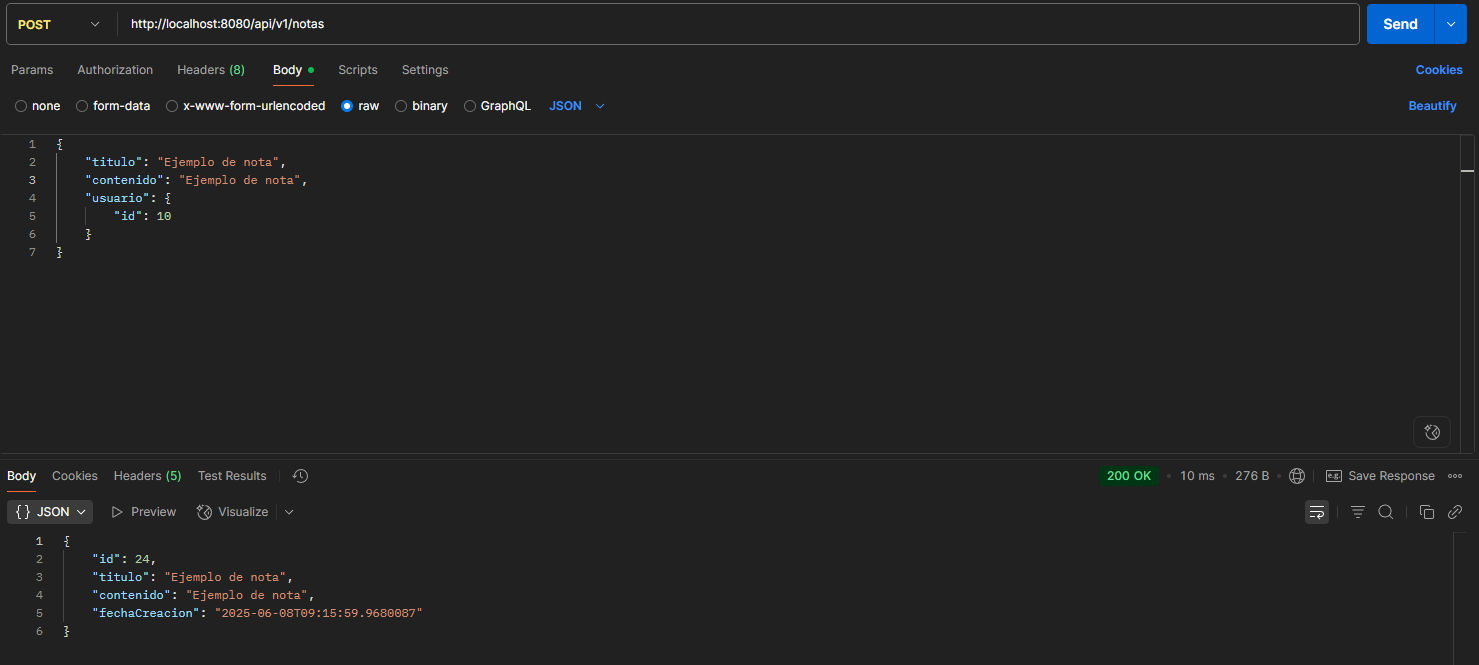 POST http://localhost:8080/api/v1/notas Send
Params Authorization Headers (8) Body Scripts Settings Cookies
none form-data x-www-form-urlencoded raw binary GraphQL JSON Beautify
1 {
2 "titulo": "Ejemplo de nota",
3 "contenido": "Ejemplo de nota",
4 "usuario": {
5 "id": 10
6 }
7 }
Body Cookies Headers (5) Test Results 200 OK • 10 ms • 276 B • e.g. Save Response
{} JSON Preview Visualize
1 {
2 "id": 24,
3 "titulo": "Ejemplo de nota",
4 "contenido": "Ejemplo de nota",
5 "fechaCreacion": "2025-06-08T09:15:59.9680087"
6 }